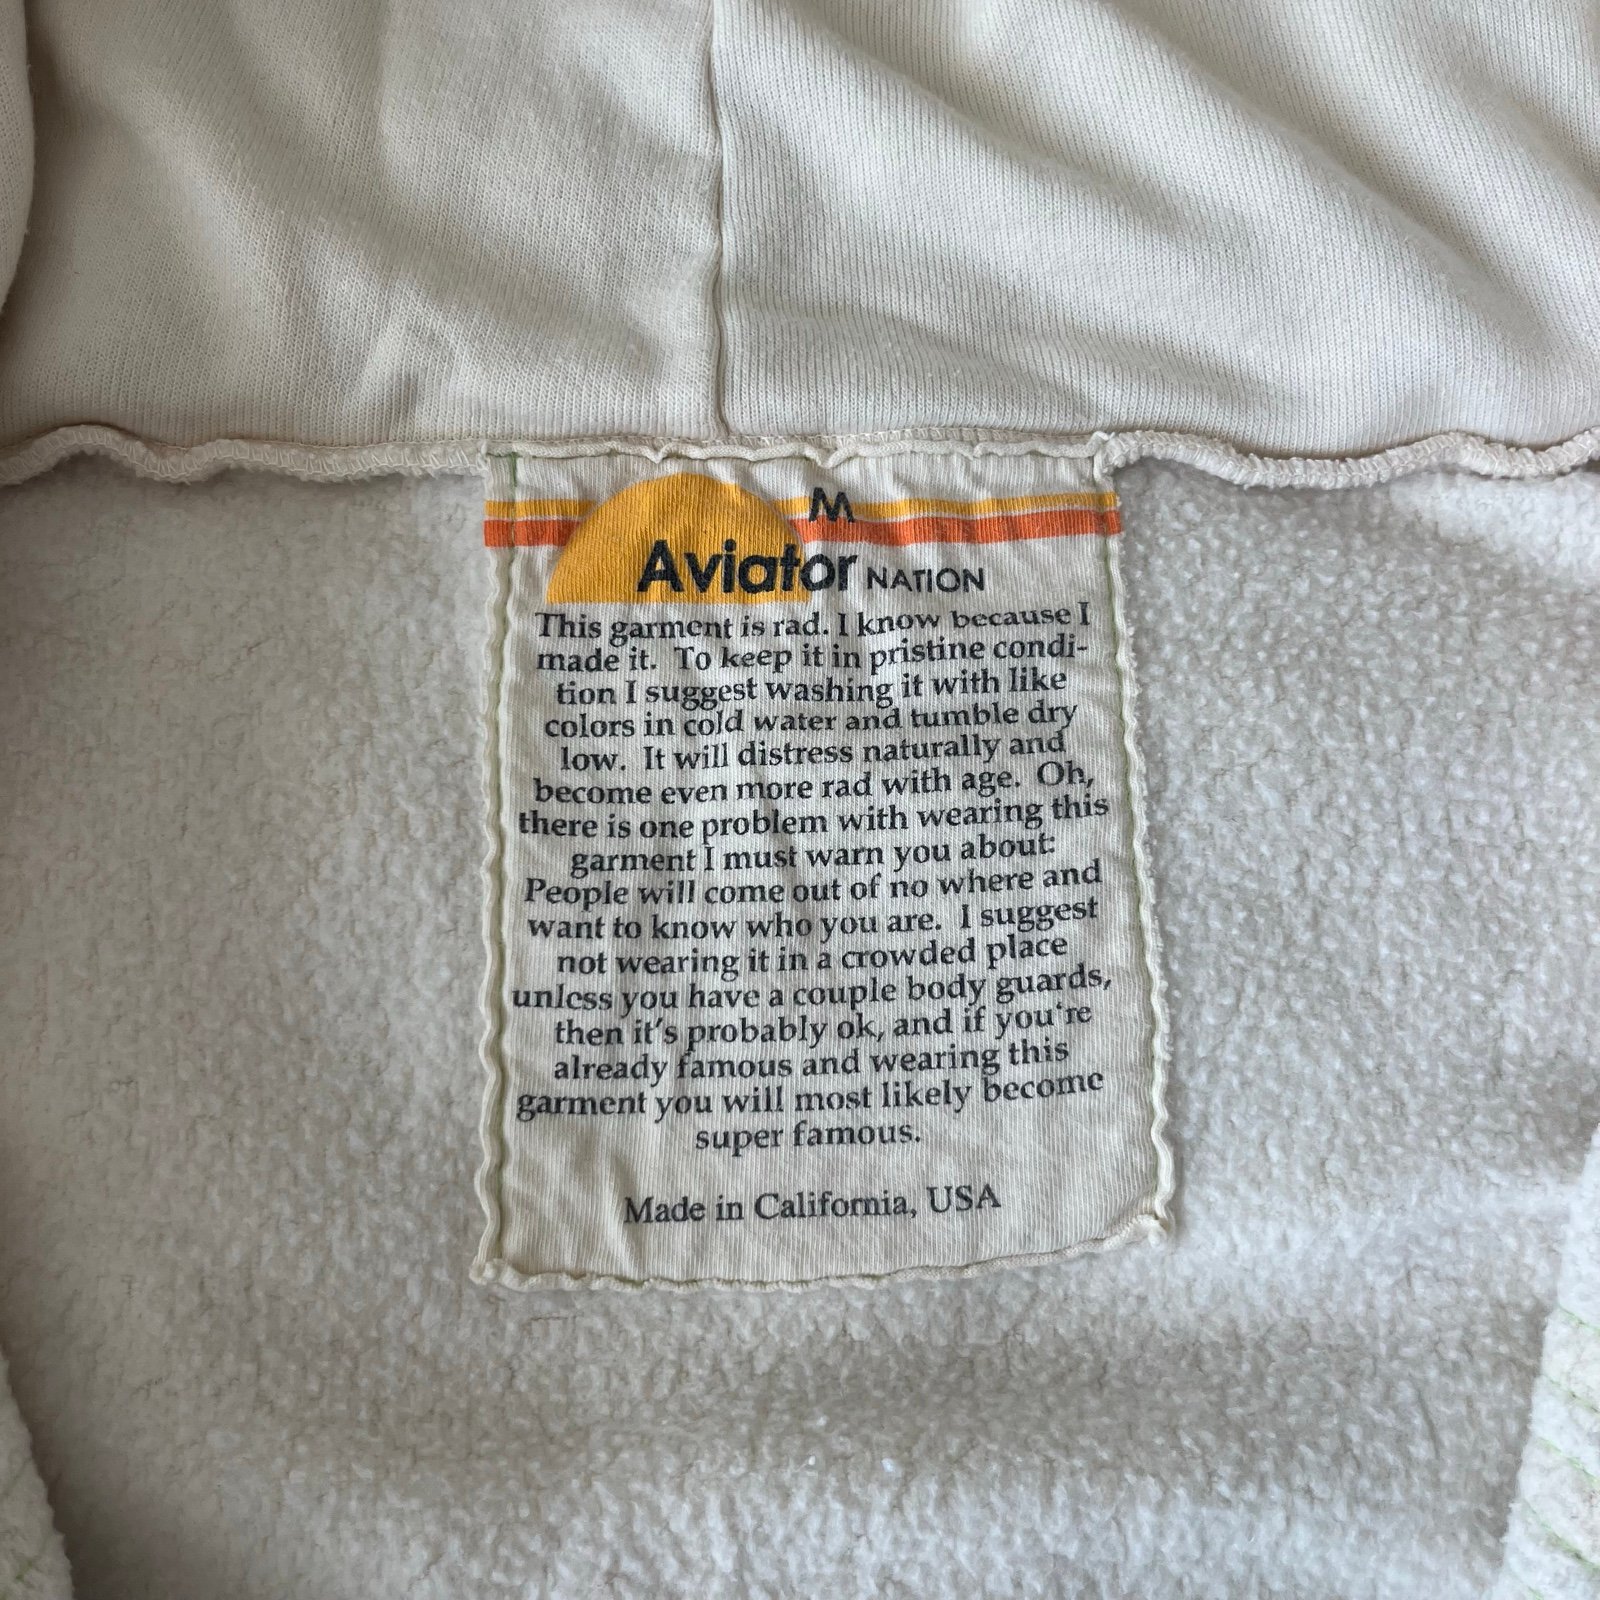 M
Aviator NATION
This garment is rad. I know because I
made it. To keep it in pristine condi-
tion I suggest washing it with like
colors in cold water and tumble dry
low. It will distress naturally and
become even more rad with age. Oh,
there is one problem with wearing this
garment I must warn you about:
People will come out of no where and
want to know who you are. I suggest
not wearing it in a crowded place
unless you have a couple body guards,
then it's probably ok, and if you're
already famous and wearing this
garment you will most likely become
super famous.
Made in California, USA